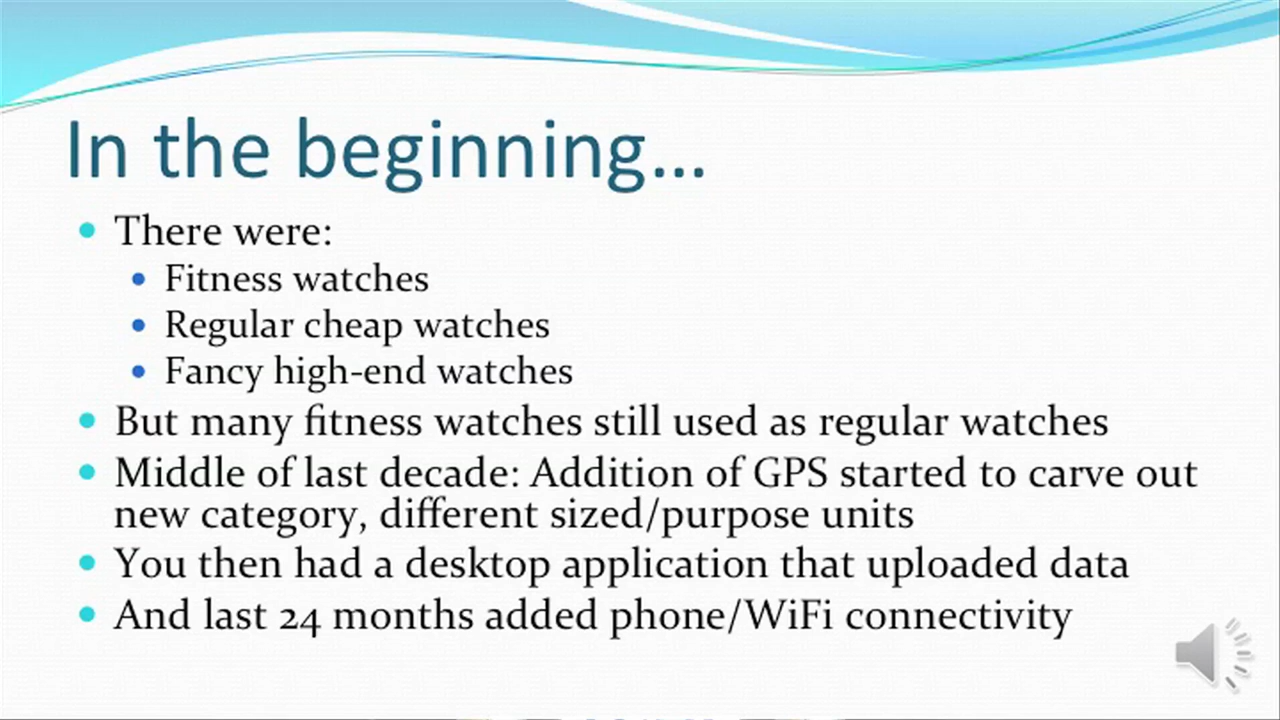 In the beginning...
There were:
Fitness watches
Regular cheap watches
Fancy high-end watches
But many fitness watches still used as regular watches
Middle of last decade: Addition of GPS started to carve out
new category, different sized/purpose units
You then had a desktop application that uploaded data
And last 24 months added phone/WiFi connectivity